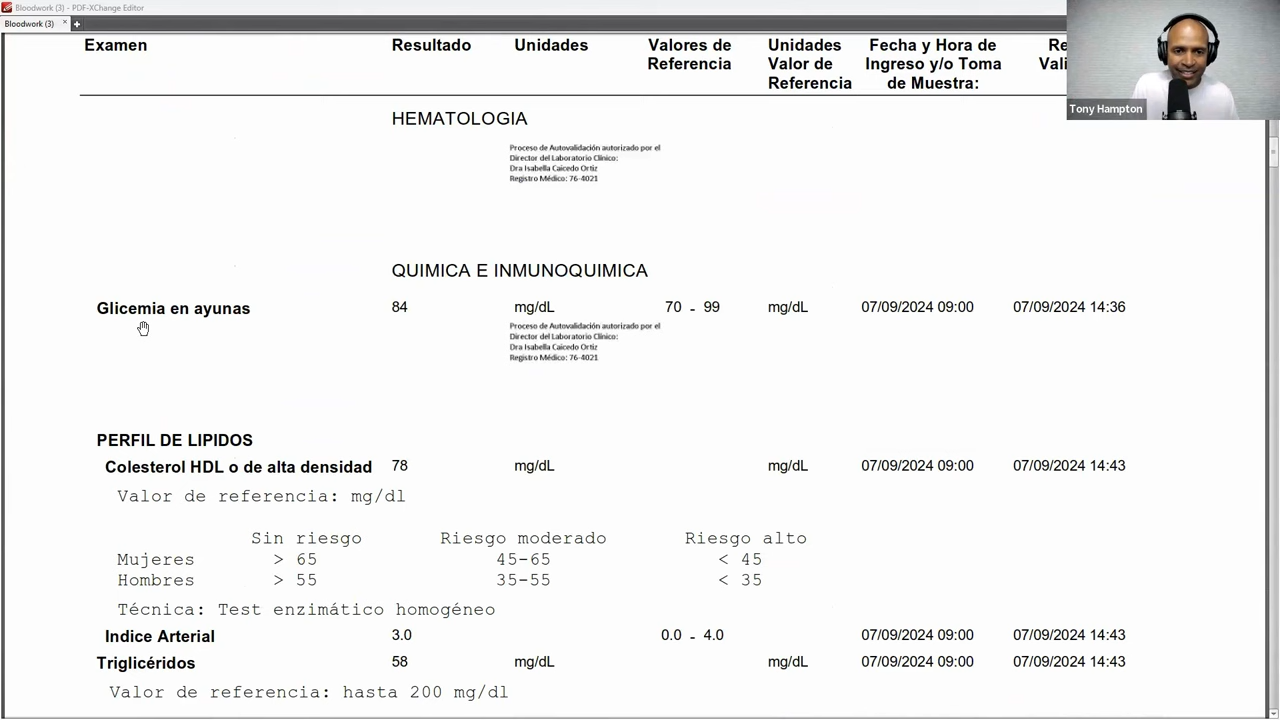 Bloodwork (3) - PDF-XChange Editor
Bloodwork (3) × +
Examen Resultado Unidades Valores de Referencia Unidades Valor de Referencia Fecha y Hora de Ingreso y/o Toma de Muestra:
Tony Hampton
HEMATOLOGIA
Proceso de Autovalidación autorizado por el
Director del Laboratorio Clínico:
Dra Isabella Caicedo Ortiz
Registro Médico: 76-4021
QUIMICA E INMUNOQUIMICA
Glicemia en ayunas 84 mg/dL 70 - 99 mg/dL 07/09/2024 09:00 07/09/2024 14:36
Proceso de Autovalidación autorizado por el
Director del Laboratorio Clínico:
Dra Isabella Caicedo Ortiz
Registro Médico: 76-4021
PERFIL DE LIPIDOS
Colesterol HDL o de alta densidad 78 mg/dL mg/dL 07/09/2024 09:00 07/09/2024 14:43
Valor de referencia: mg/dl
Sin riesgo Riesgo moderado Riesgo alto
Mujeres > 65 45-65 < 45
Hombres > 55 35-55 < 35
Técnica: Test enzimático homogéneo
Indice Arterial 3.0 0.0 - 4.0 07/09/2024 09:00 07/09/2024 14:43
Triglicéridos 58 mg/dL mg/dL 07/09/2024 09:00 07/09/2024 14:43
Valor de referencia: hasta 200 mg/dl